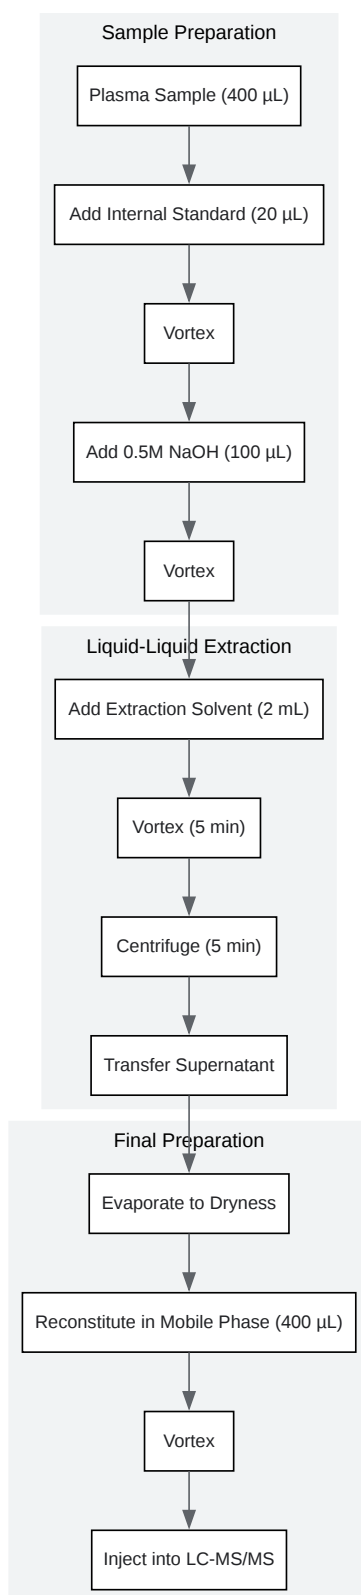 Sample Preparation
Plasma Sample (400 µL)
Add Internal Standard (20 µL)
Vortex
Add 0.5M NaOH (100 µL)
Vortex
Liquid-Liquid Extraction
Add Extraction Solvent (2 mL)
Vortex (5 min)
Centrifuge (5 min)
Transfer Supernatant
Final Preparation
Evaporate to Dryness
Reconstitute in Mobile Phase (400 µL)
Vortex
Inject into LC-MS/MS